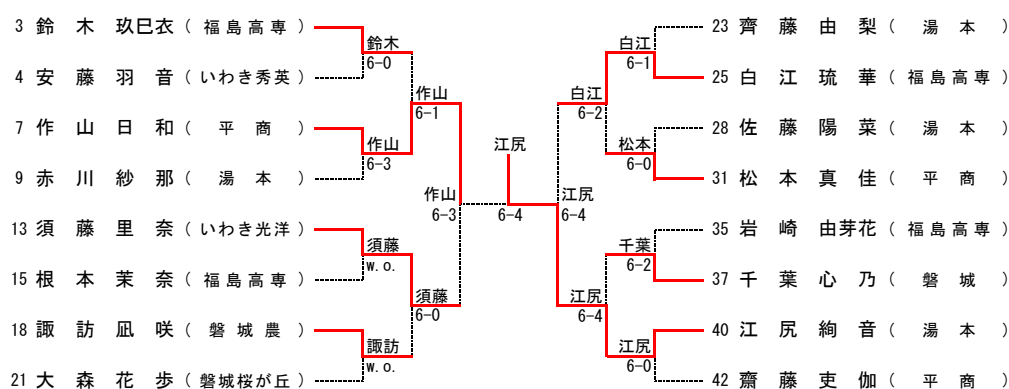 3 鈴 木 玖巳衣 ( 福島高専 )
4 安 藤 羽 音 ( いわき秀英 )
7 作 山 日 和 ( 平 商 )
9 赤 川 紗 那 ( 湯 本 )
13 須 藤 里 奈 ( いわき光洋 )
15 根 本 茉 奈 ( 福島高専 )
18 諏 訪 凪 咲 ( 磐城農 )
21 大 森 花 歩 ( 磐城桜が丘 )
鈴木
6-0
作山
6-3
須藤
w.o.
諏訪
w.o.
作山
6-1
須藤
6-0
作山
6-3
江尻
6-4
江尻
6-4
白江
6-2
江尻
6-4
白江
6-1
松本
6-0
千葉
6-2
江尻
6-0
23 齊 藤 由 梨 ( 湯 本 )
25 白 江 琉 華 ( 福島高専 )
28 佐 藤 陽 菜 ( 湯 本 )
31 松 本 真 佳 ( 平 商 )
35 岩 崎 由芽花 ( 福島高専 )
37 千 葉 心 乃 ( 磐 城 )
40 江 尻 絢 音 ( 湯 本 )
42 齋 藤 吏 伽 ( 平 商 )